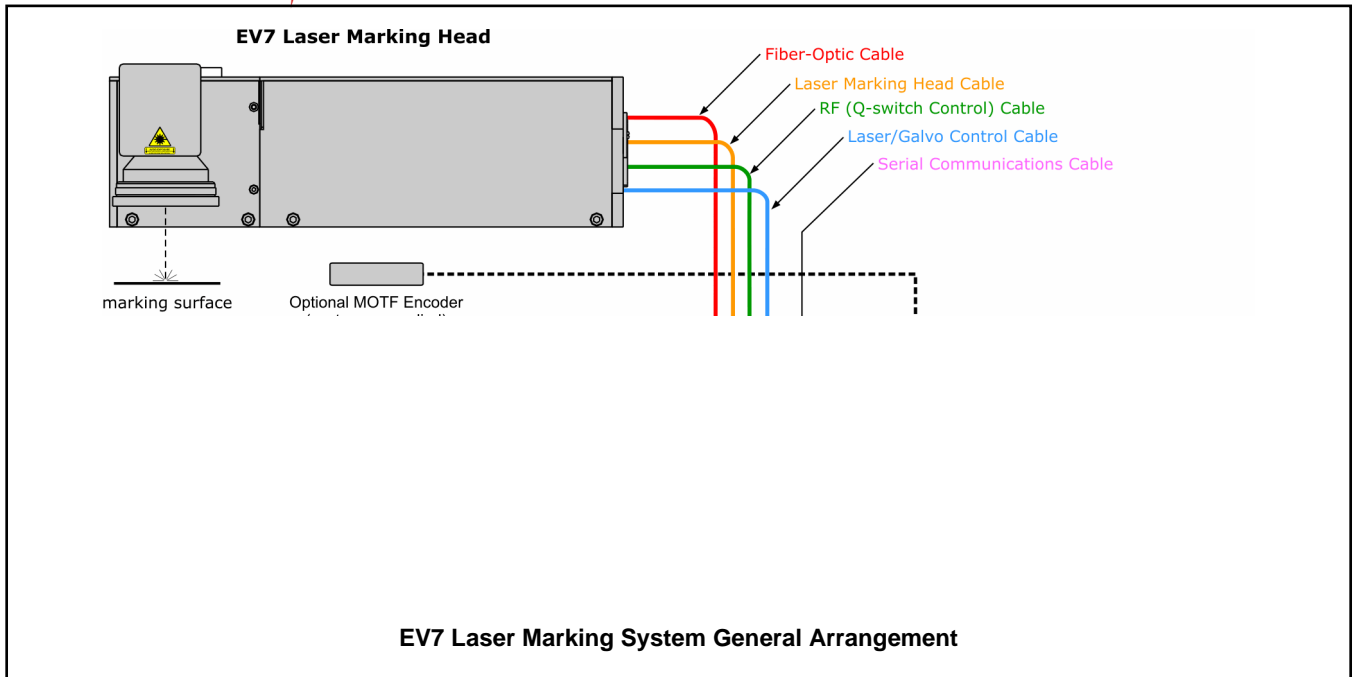 EV7 Laser Marking Head
Fiber-Optic Cable
Laser Marking Head Cable
RF (Q-switch Control) Cable
Laser/Galvo Control Cable
Serial Communications Cable
marking surface
Optional MOTF Encoder
EV7 Laser Marking System General Arrangement